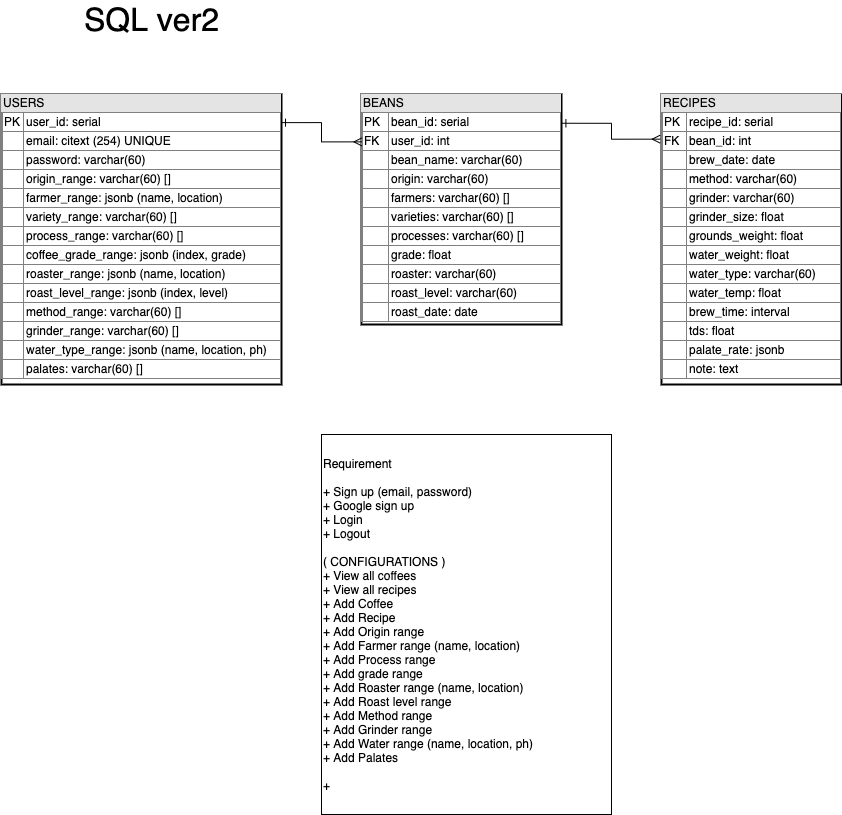 SQL ver2
USERS
PK user_id: serial
email: citext (254) UNIQUE
password: varchar(60)
origin_range: varchar(60) []
farmer_range: jsonb (name, location)
variety_range: varchar(60) []
process_range: varchar(60) []
coffee_grade_range: jsonb (index, grade)
roaster_range: jsonb (name, location)
roast_level_range: jsonb (index, level)
method_range: varchar(60) []
grinder_range: varchar(60) []
water_type_range: jsonb (name, location, ph)
palates: varchar(60) []
BEANS
PK bean_id: serial
FK user_id: int
bean_name: varchar(60)
origin: varchar(60)
farmers: varchar(60) []
varieties: varchar(60) []
processes: varchar(60) []
grade: float
roaster: varchar(60)
roast_level: varchar(60)
roast_date: date
RECIPES
PK recipe_id: serial
FK bean_id: int
brew_date: date
method: varchar(60)
grinder: varchar(60)
grinder_size: float
grounds_weight: float
water_weight: float
water_type: varchar(60)
water_temp: float
brew_time: interval
tds: float
palate_rate: jsonb
note: text
Requirement
+ Sign up (email, password)
+ Google sign up
+ Login
+ Logout
( CONFIGURATIONS )
+ View all coffees
+ View all recipes
+ Add Coffee
+ Add Recipe
+ Add Origin range
+ Add Farmer range (name, location)
+ Add Process range
+ Add grade range
+ Add Roaster range (name, location)
+ Add Roast level range
+ Add Method range
+ Add Grinder range
+ Add Water range (name, location, ph)
+ Add Palates
+